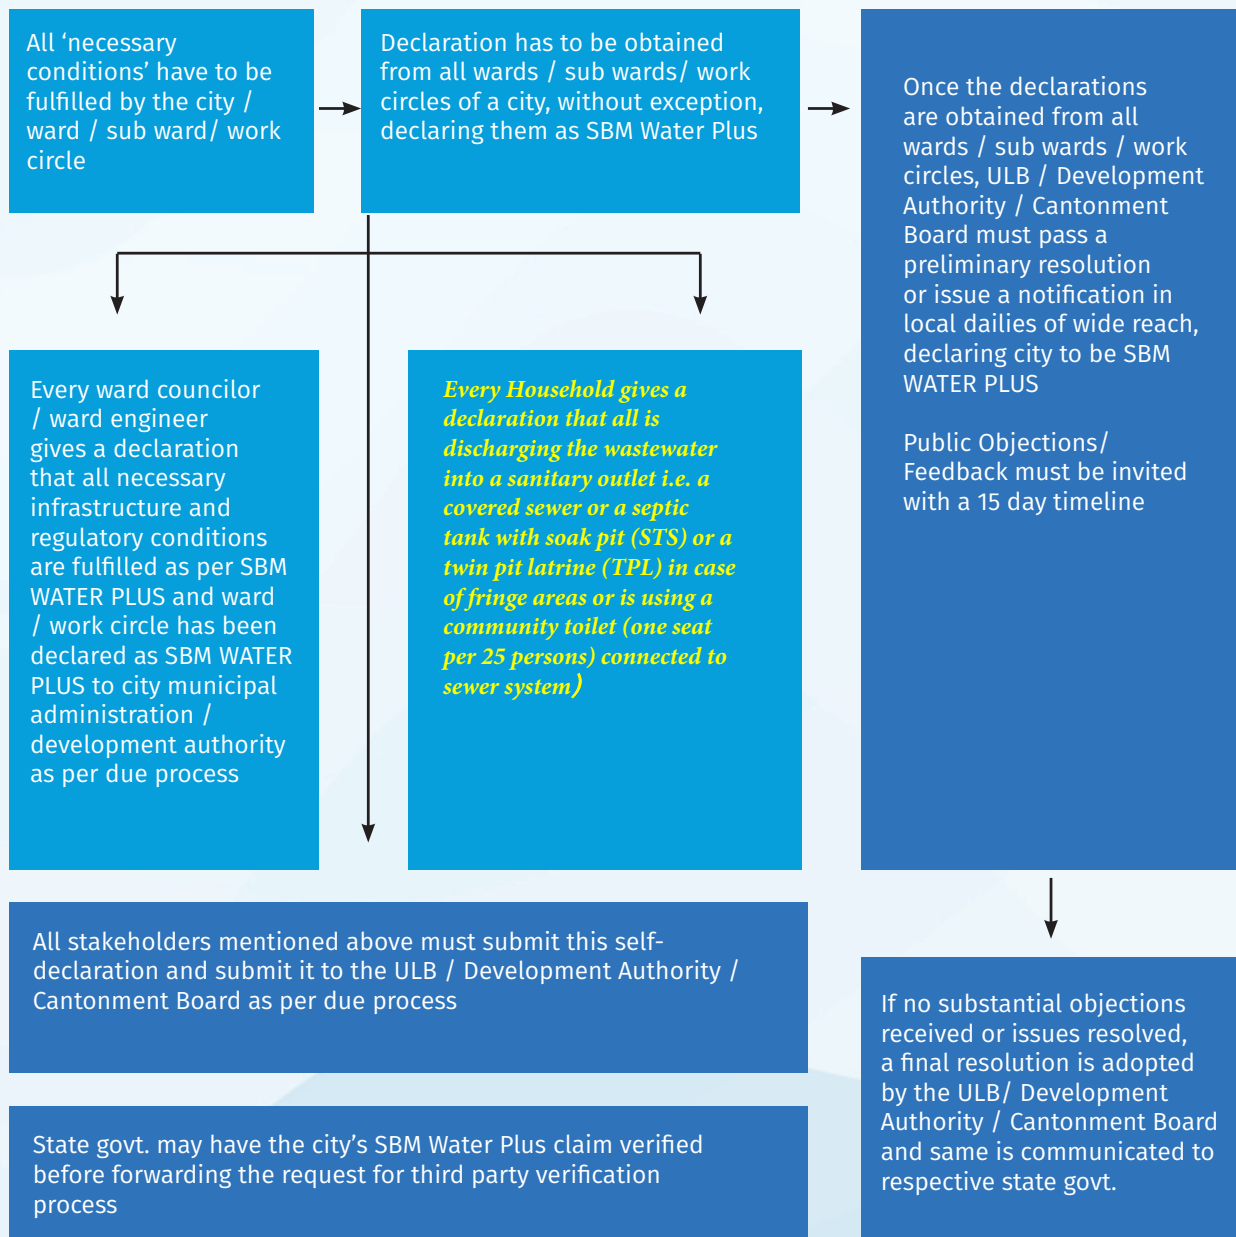 All ‘necessary
conditions’ have to be
fulfilled by the city /
ward / sub ward/ work
circle
Declaration has to be obtained
from all wards / sub wards/ work
circles of a city, without exception,
declaring them as SBM Water Plus
Once the declarations
are obtained from all
wards / sub wards / work
circles, ULB / Development
Authority / Cantonment
Board must pass a
preliminary resolution
or issue a notification in
local dailies of wide reach,
declaring city to be SBM
WATER PLUS
Public Objections/
Feedback must be invited
with a 15 day timeline
Every ward councilor
/ ward engineer
gives a declaration
that all necessary
infrastructure and
regulatory conditions
are fulfilled as per SBM
WATER PLUS and ward
/ work circle has been
declared as SBM WATER
PLUS to city municipal
administration /
development authority
as per due process
Every Household gives a
declaration that all is
discharging the wastewater
into a sanitary outlet i.e. a
covered sewer or a septic
tank with soak pit (STS) or a
twin pit latrine (TPL) in case
of fringe areas or is using a
community toilet (one seat
per 25 persons) connected to
sewer system)
All stakeholders mentioned above must submit this self-
declaration and submit it to the ULB / Development Authority /
Cantonment Board as per due process
If no substantial objections
received or issues resolved,
a final resolution is adopted
by the ULB/ Development
Authority / Cantonment Board
and same is communicated to
respective state govt.
State govt. may have the city’s SBM Water Plus claim verified
before forwarding the request for third party verification
process